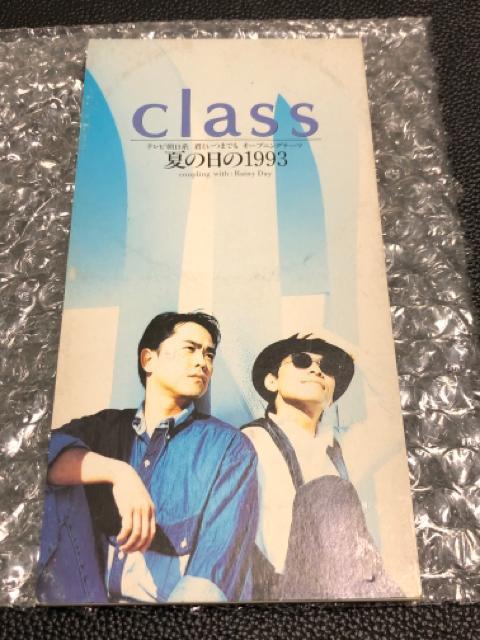 class
テレビ朝日系 君といつまでも オープニングテーマ
夏の日の1993
coupling with : Rainy Day